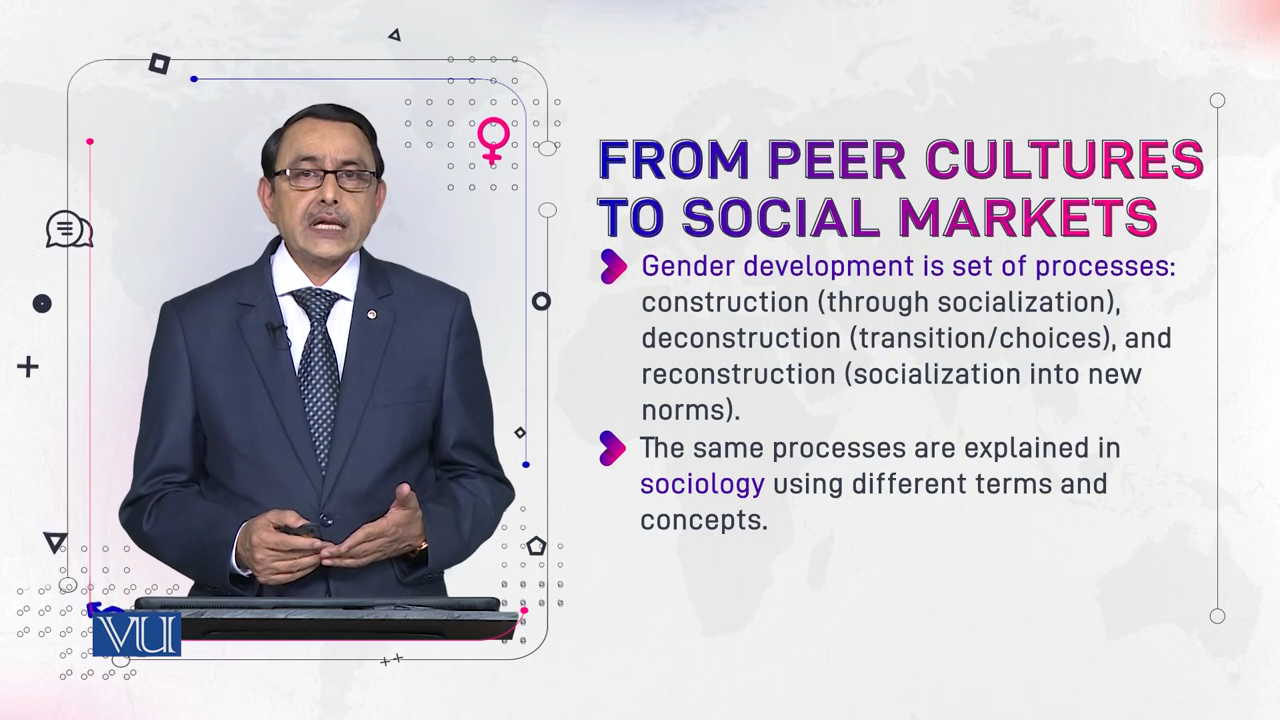 FROM PEER CULTURES
TO SOCIAL MARKETS
Gender development is set of processes:
construction (through socialization),
deconstruction (transition/choices), and
reconstruction (socialization into new
norms).
The same processes are explained in
sociology using different terms and
concepts.
VU